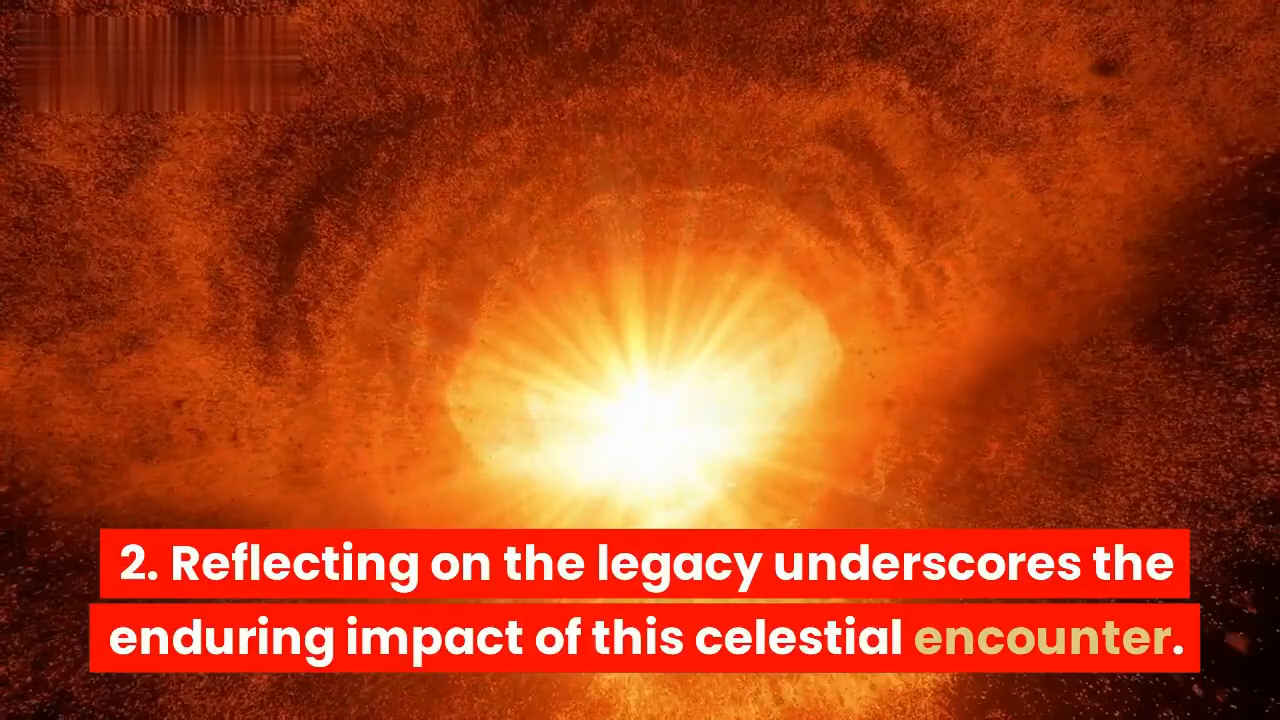 2. Reflecting on the legacy underscores the
enduring impact of this celestial encounter.